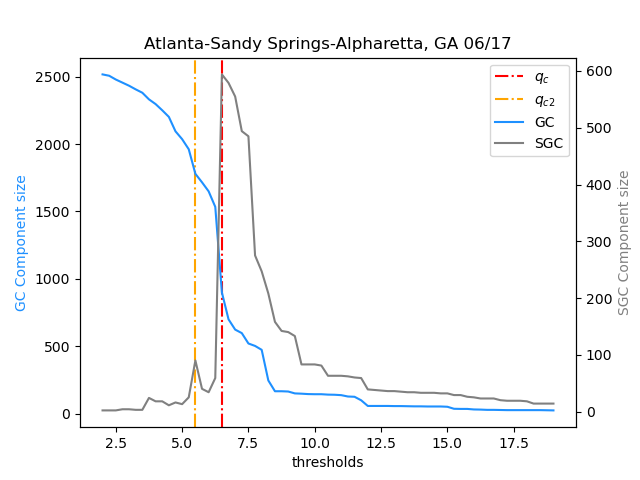 Atlanta-Sandy Springs-Alpharetta, GA 06/17
GC Component size
2500
2000
1500
1000
500
0
600
500
400
300
200
100
0
SGC Component size
q_c
q_{c2}
GC
SGC
2.5 5.0 7.5 10.0 12.5 15.0 17.5
thresholds